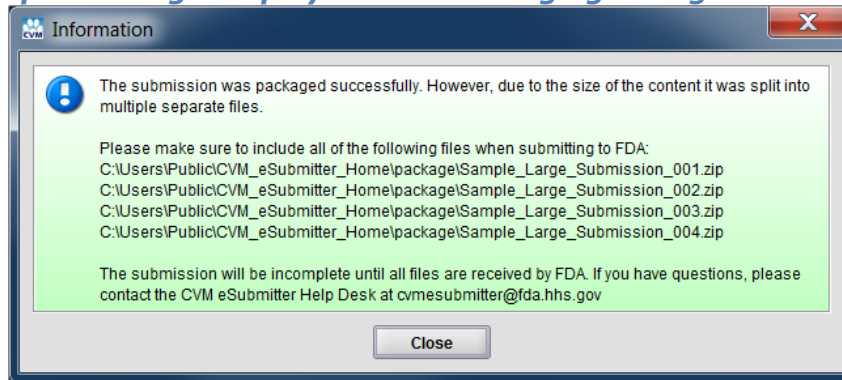 CVM Information X
The submission was packaged successfully. However, due to the size of the content it was split into
multiple separate files.
Please make sure to include all of the following files when submitting to FDA:
C:\Users\Public\CVM_eSubmitter_Home\package\Sample_Large_Submission_001.zip
C:\Users\Public\CVM_eSubmitter_Home\package\Sample_Large_Submission_002.zip
C:\Users\Public\CVM_eSubmitter_Home\package\Sample_Large_Submission_003.zip
C:\Users\Public\CVM_eSubmitter_Home\package\Sample_Large_Submission_004.zip
The submission will be incomplete until all files are received by FDA. If you have questions, please
contact the CVM eSubmitter Help Desk at cvmesubmitter@fda.hhs.gov
Close